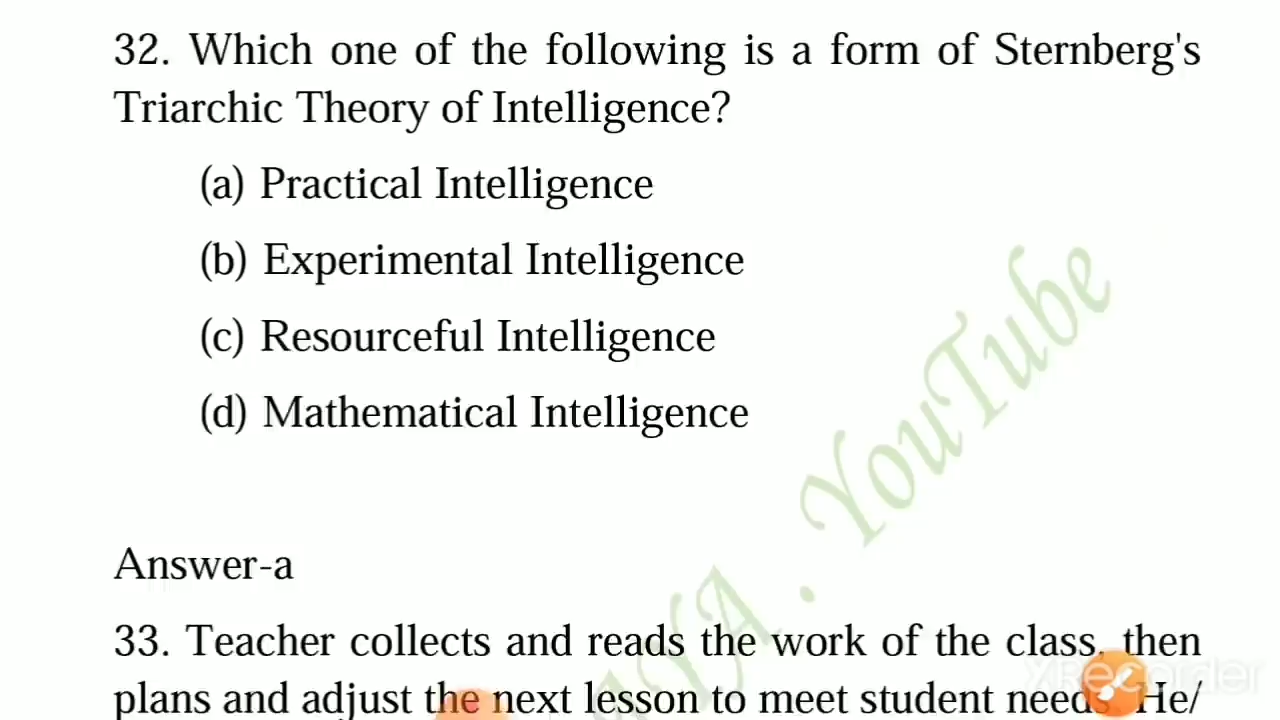 32. Which one of the following is a form of Sternberg's
Triarchic Theory of Intelligence?
(a) Practical Intelligence
(b) Experimental Intelligence
(c) Resourceful Intelligence
(d) Mathematical Intelligence
YouTube
Answer-a
33. Teacher collects and reads the work of the class, then
XRecorder
plans and adjust the next lesson to meet student needs. He/